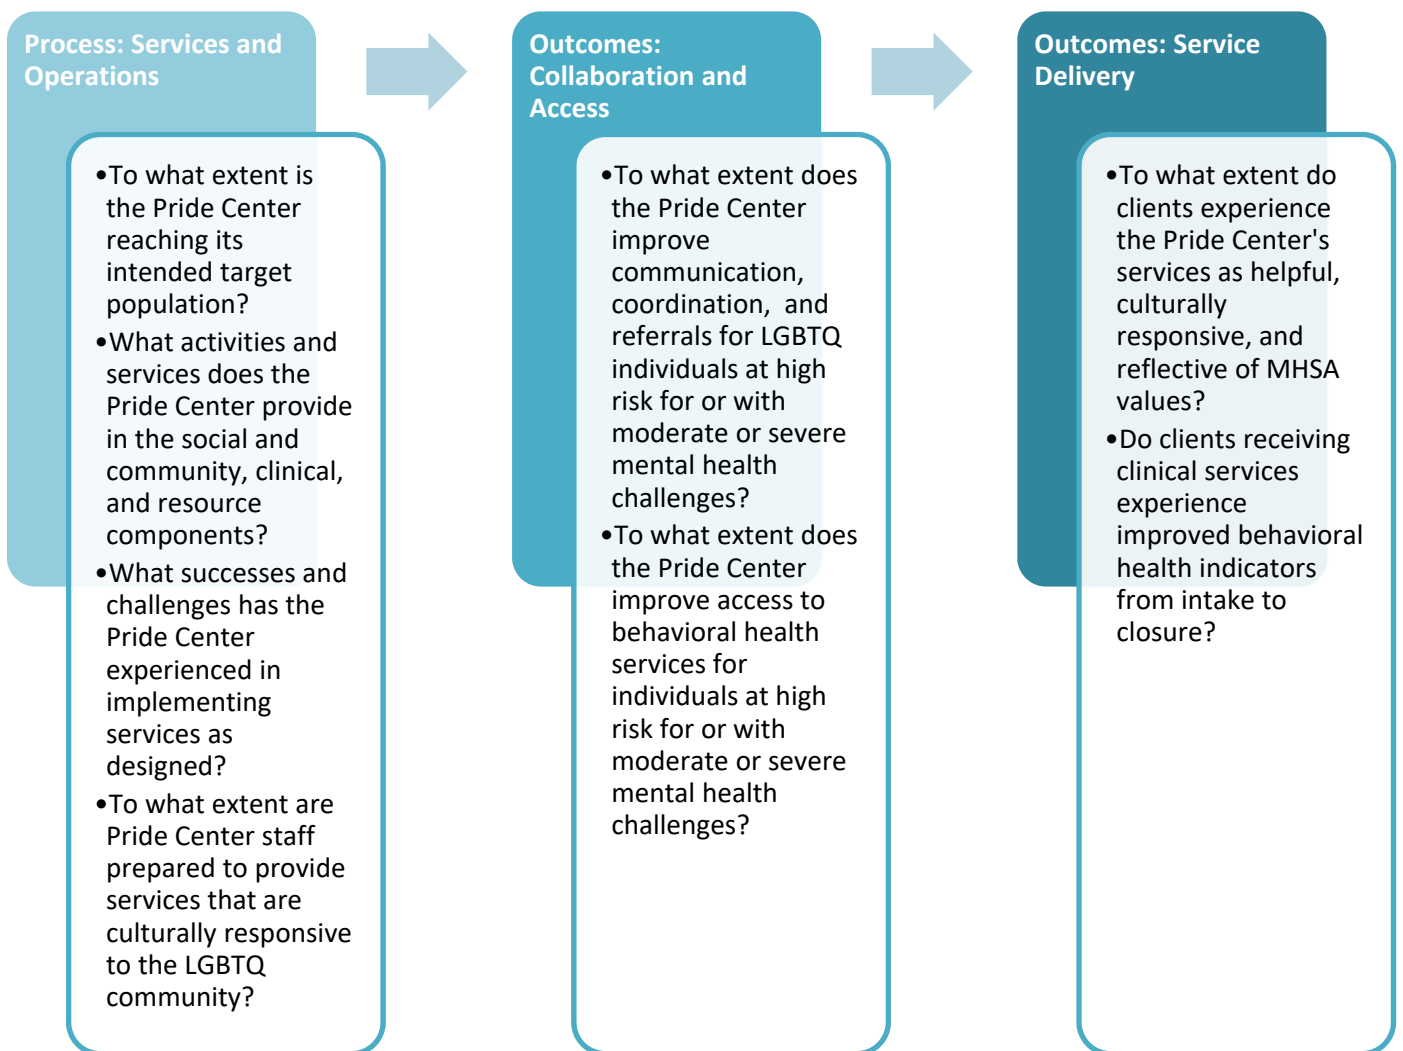 Process: Services and
Operations
•To what extent is
the Pride Center
reaching its
intended target
population?
•What activities and
services does the
Pride Center provide
in the social and
community, clinical,
and resource
components?
•What successes and
challenges has the
Pride Center
experienced in
implementing
services as
designed?
•To what extent are
Pride Center staff
prepared to provide
services that are
culturally responsive
to the LGBTQ
community?
Outcomes:
Collaboration and
Access
•To what extent does
the Pride Center
improve
communication,
coordination,  and
referrals for LGBTQ
individuals at high
risk for or with
moderate or severe
mental health
challenges?
•To what extent does
the Pride Center
improve access to
behavioral health
services for
individuals at high
risk for or with
moderate or severe
mental health
challenges?
Outcomes: Service
Delivery
•To what extent do
clients experience
the Pride Center's
services as helpful,
culturally
responsive, and
reflective of MHSA
values?
•Do clients receiving
clinical services
experience
improved behavioral
health indicators
from intake to
closure?